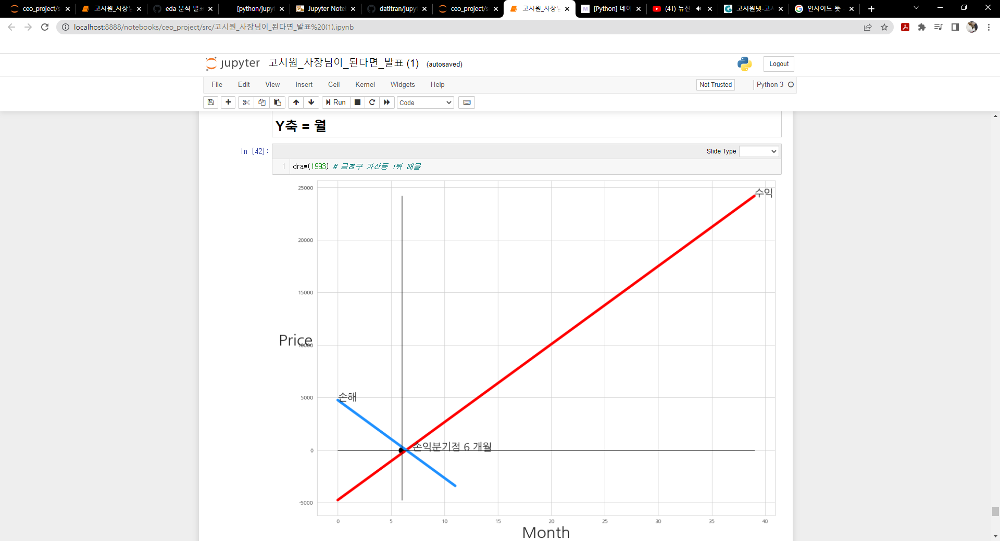 ceo_project/s
고시원_사장님
eda 분석 발표
[python/jupy
Jupyter Note
datitran/jupy
ceo_project/s
고시원_사장님
[Python] 데이
(41) 뉴진
고시원넷-고시
인사이트 뜻 -
localhost:8888/notebooks/ceo_project/src/고시원_사장님이_된다면_발표%20(1).ipynb
jupyter 고시원_사장님이_된다면_발표 (1) (autosaved)
Logout
File Edit View Insert Cell Kernel Widgets Help
Not Trusted
Python 3
Run
Code
Y축 = 월
In [42]:
Slide Type
1 draw(1993) # 금천구 가산동 1위 매물
25000
수익
20000
15000
Price
10000
손해
5000
손익분기점 6 개월
0
-5000
0 5 10 15 20 25 30 35 40
Month